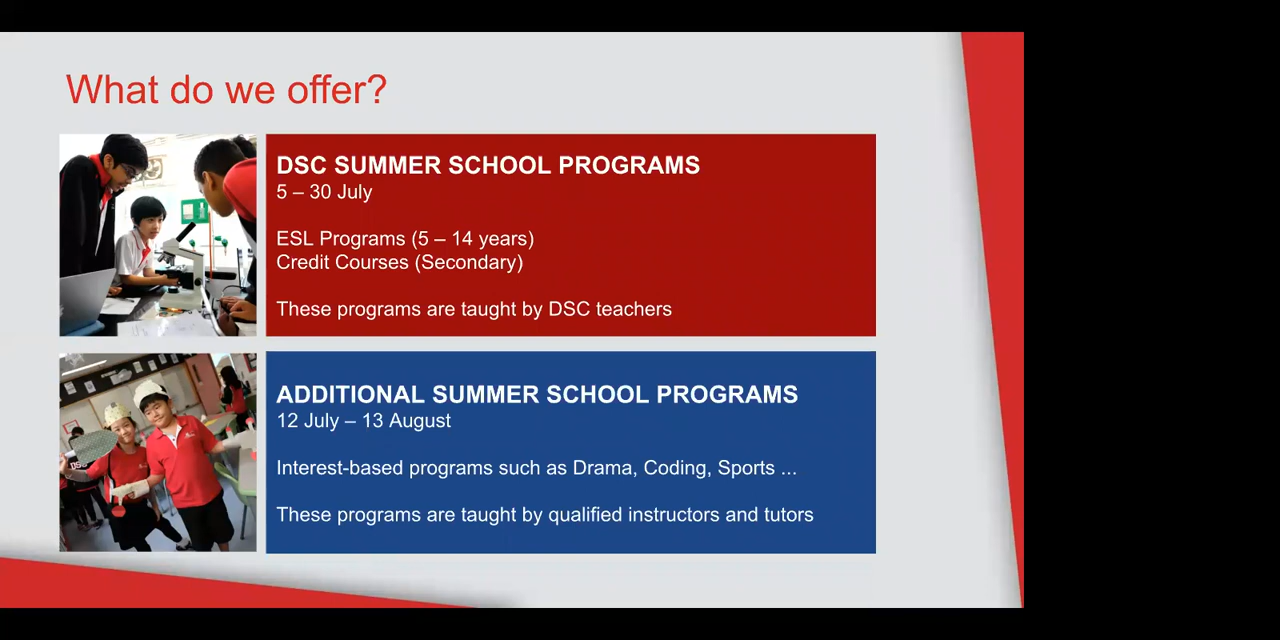 What do we offer?
DSC SUMMER SCHOOL PROGRAMS
5 – 30 July
ESL Programs (5 – 14 years)
Credit Courses (Secondary)
These programs are taught by DSC teachers
ADDITIONAL SUMMER SCHOOL PROGRAMS
12 July – 13 August
Interest-based programs such as Drama, Coding, Sports ...
These programs are taught by qualified instructors and tutors